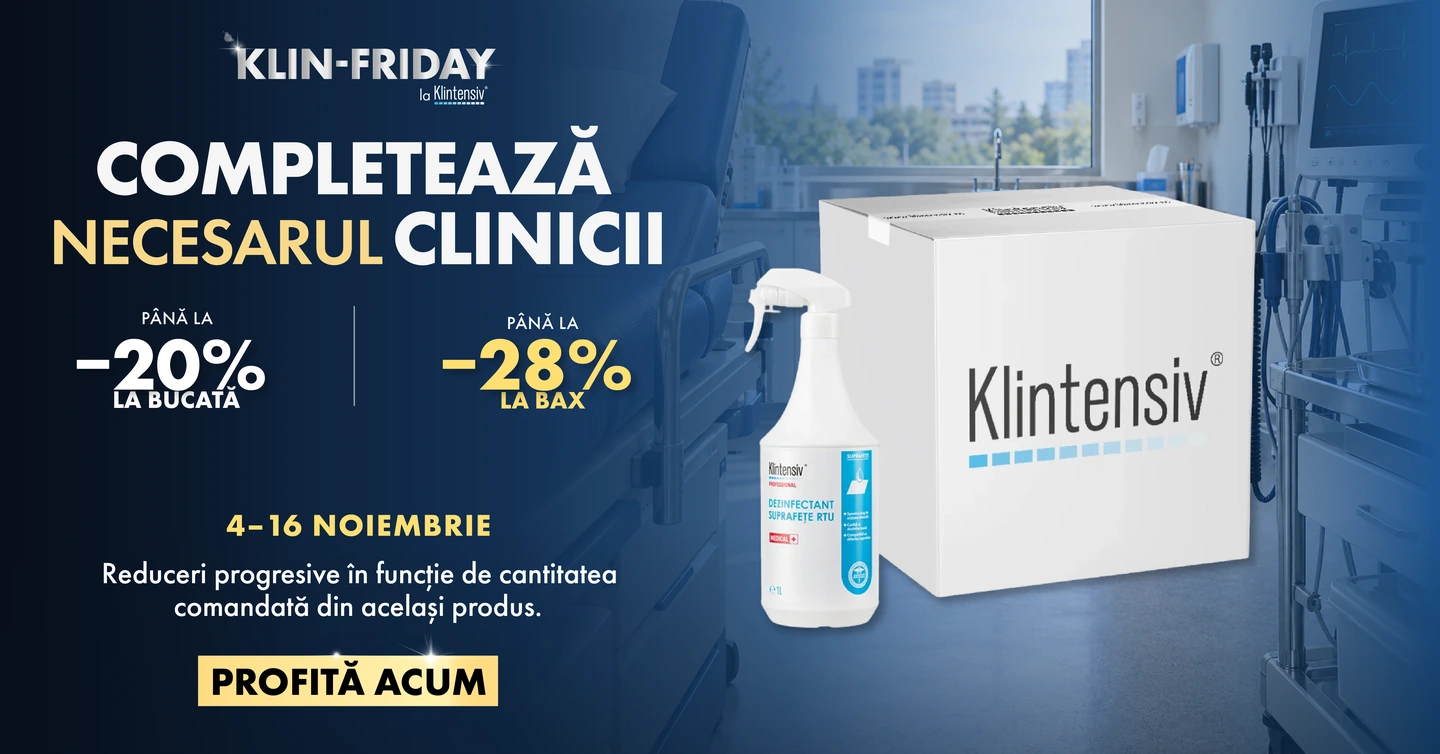 KLIN-FRIDAY
la Klintensiv®
COMPLETEAZĂ
NECESARUL CLINICII
PÂNĂ LA
-20%
LA BUCATĂ
PÂNĂ LA
-28%
LA BAX
4–16 NOIEMBRIE
Reduceri progresive în funcție de cantitatea
comandată din același produs.
PROFITĂ ACUM
Klintensiv®
Klintensiv®
PROFESSIONAL
DEZINFECTANT
SUPRAFEȚE RTU
MEDICAL
SUPRAFEȚE
1L